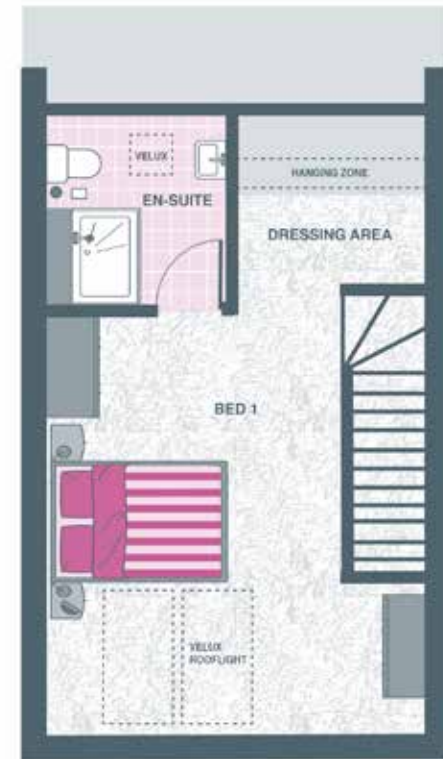 VELUX
HANGING ZONE
EN-SUITE
DRESSING AREA
BED 1
VELUX
ROOFLIGHT